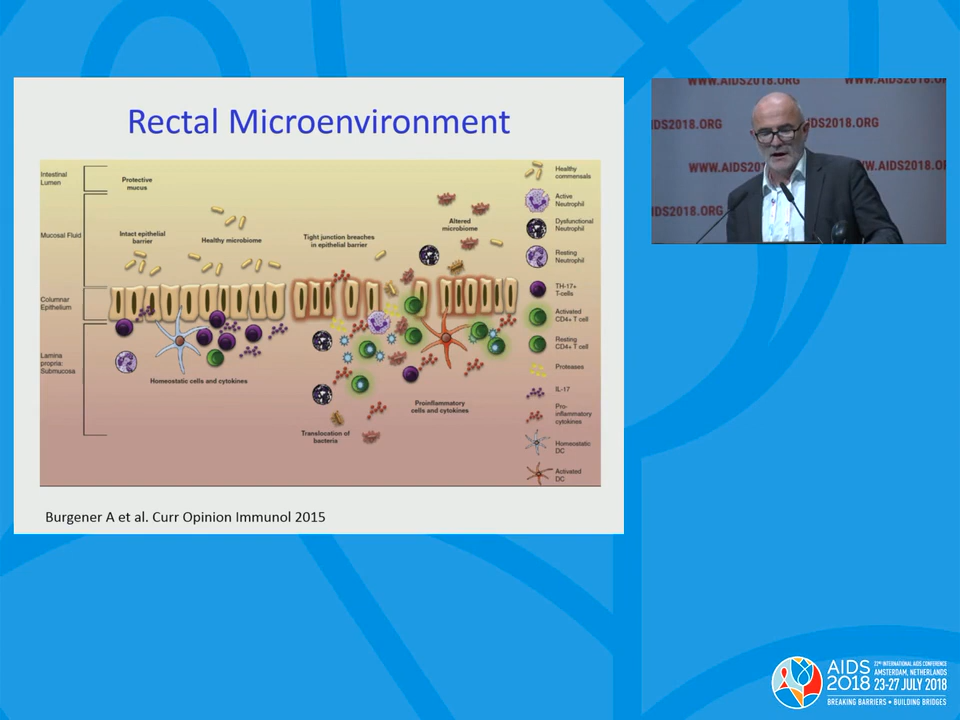 Rectal Microenvironment
Intestinal
Lumen
Mucosal Fluid
Columnar
Epithelium
Lamina
propria:
Submucosa
Protective
mucus
Intact epithelial
barrier
Healthy microbiome
Tight junction breaches
in epithelial barrier
Altered
microbiome
Homeostatic cells and cytokines
Proinflammatory
cells and cytokines
Translocation of
bacteria
Healthy
commensals
Active
Neutrophil
Dysfunctional
Neutrophil
Resting
Neutrophil
TH-17+
T-cells
Activated
CD4+ T cell
Resting
CD4+ T cell
Proteases
IL-17
Pro-
inflammatory
cytokines
Homeostatic
DC
Activated
DC
Burgener A et al. Curr Opinion Immunol 2015
WWW.AIDS2018.ORG
WWW.AIDS2018.OR
IDS2018.ORG
DS2018.ORG
WWW.AIDS2018.ORG
WW.AIDS2018.ORG
IDS2018.ORG
AIDS
2018
22ND INTERNATIONAL AIDS CONFERENCE
AMSTERDAM, NETHERLANDS
23-27 JULY 2018
BREAKING BARRIERS • BUILDING BRIDGES